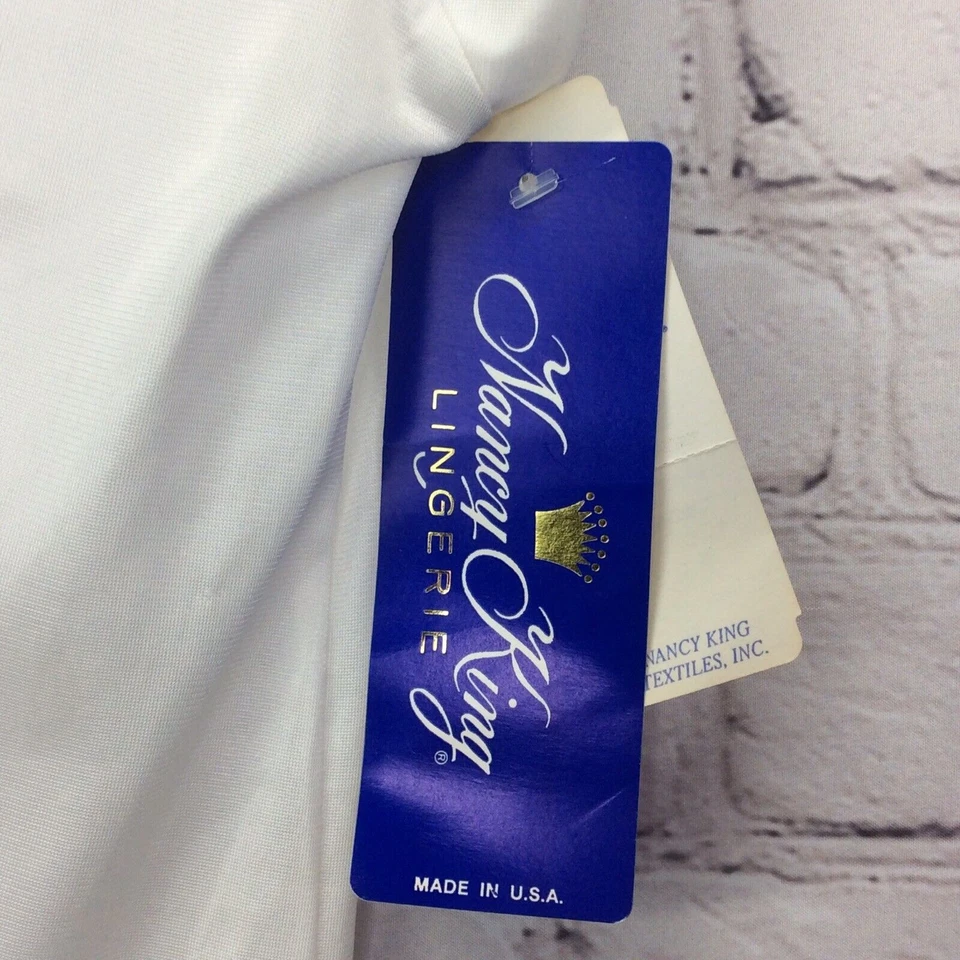 Nancy King®
LINGERIE
MADE IN U.S.A.
NANCY KING
TEXTILES, INC.